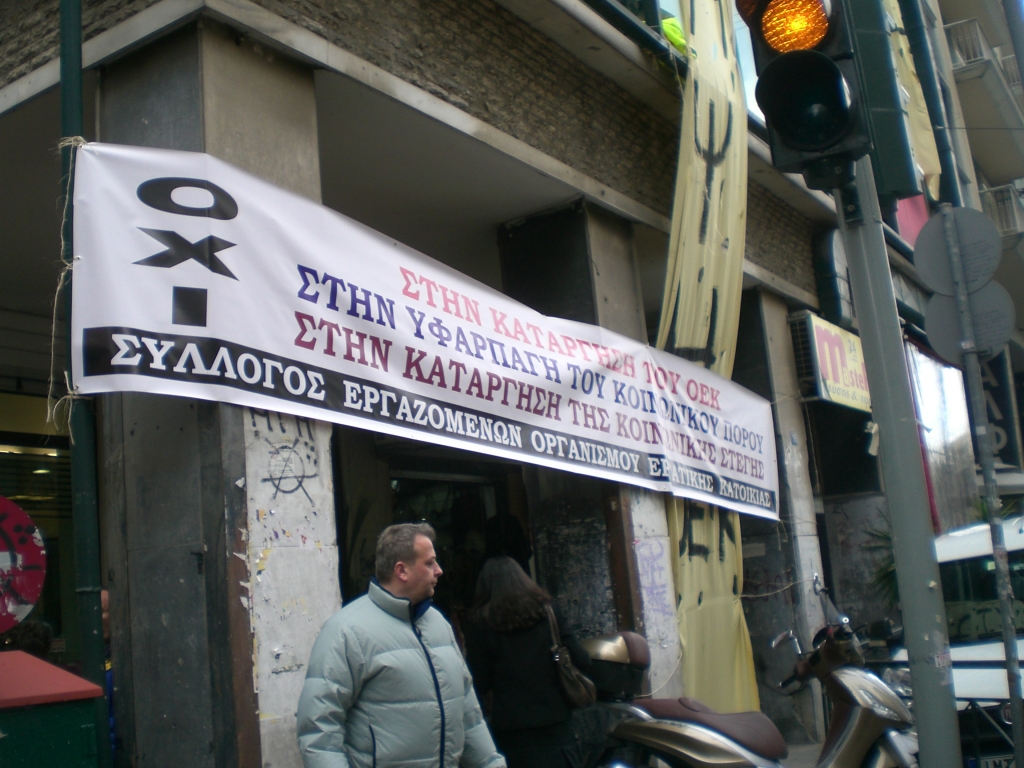 ΟΧΙ
ΣΤΗΝ ΚΑΤΑΡΓΗΣΗ ΤΟΥ ΟΕΚ
ΣΤΗΝ ΥΦΑΡΠΑΓΗ ΤΟΥ ΚΟΙΝΩΝΙΚΟΥ ΠΟΡΟΥ
ΣΤΗΝ ΚΑΤΑΡΓΗΣΗ ΤΗΣ ΚΟΙΝΩΝΙΚΗΣ ΣΤΕΓΗΣ
ΣΥΛΛΟΓΟΣ ΕΡΓΑΖΟΜΕΝΩΝ ΟΡΓΑΝΙΣΜΟΥ ΕΡΓΑΤΙΚΗΣ ΚΑΤΟΙΚΙΑΣ